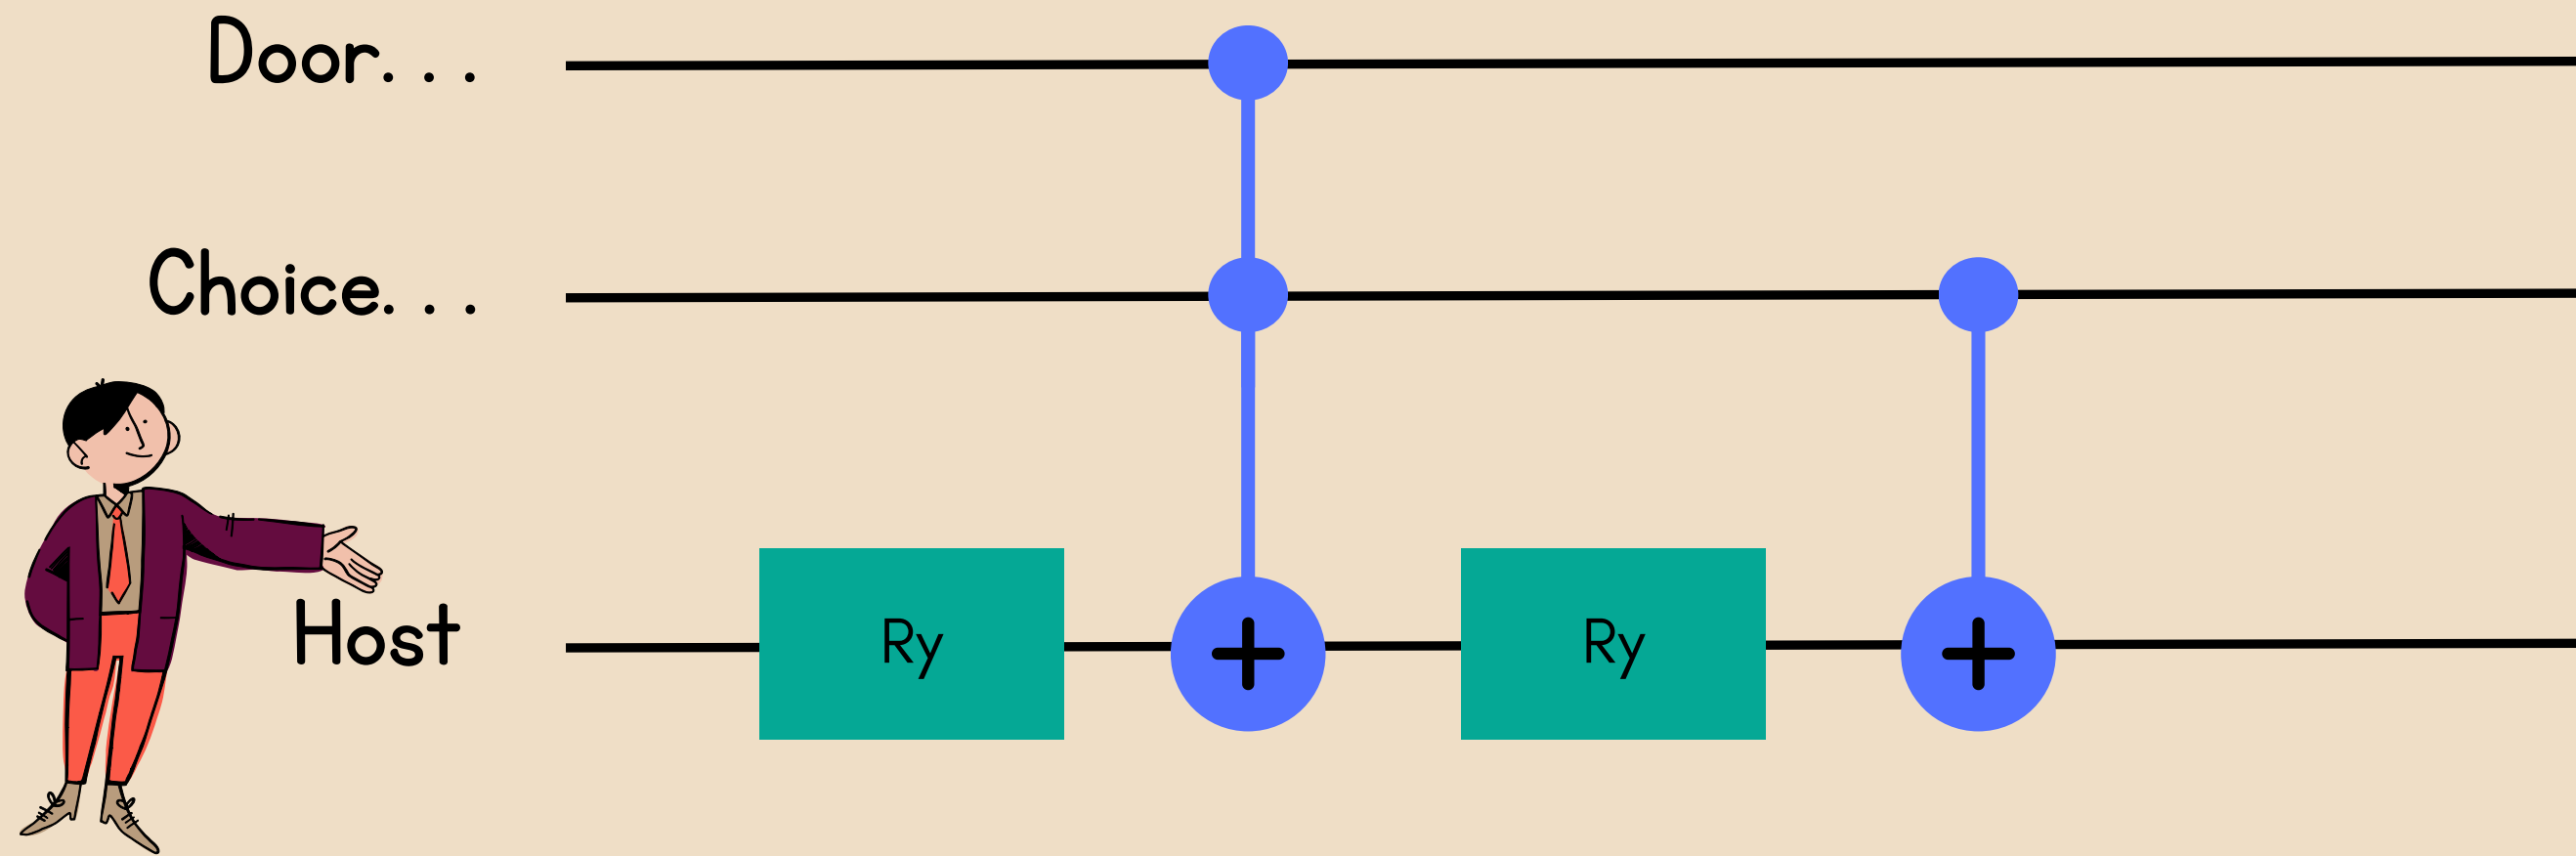 Door. . .
Choice. . .
Host
Ry
Ry